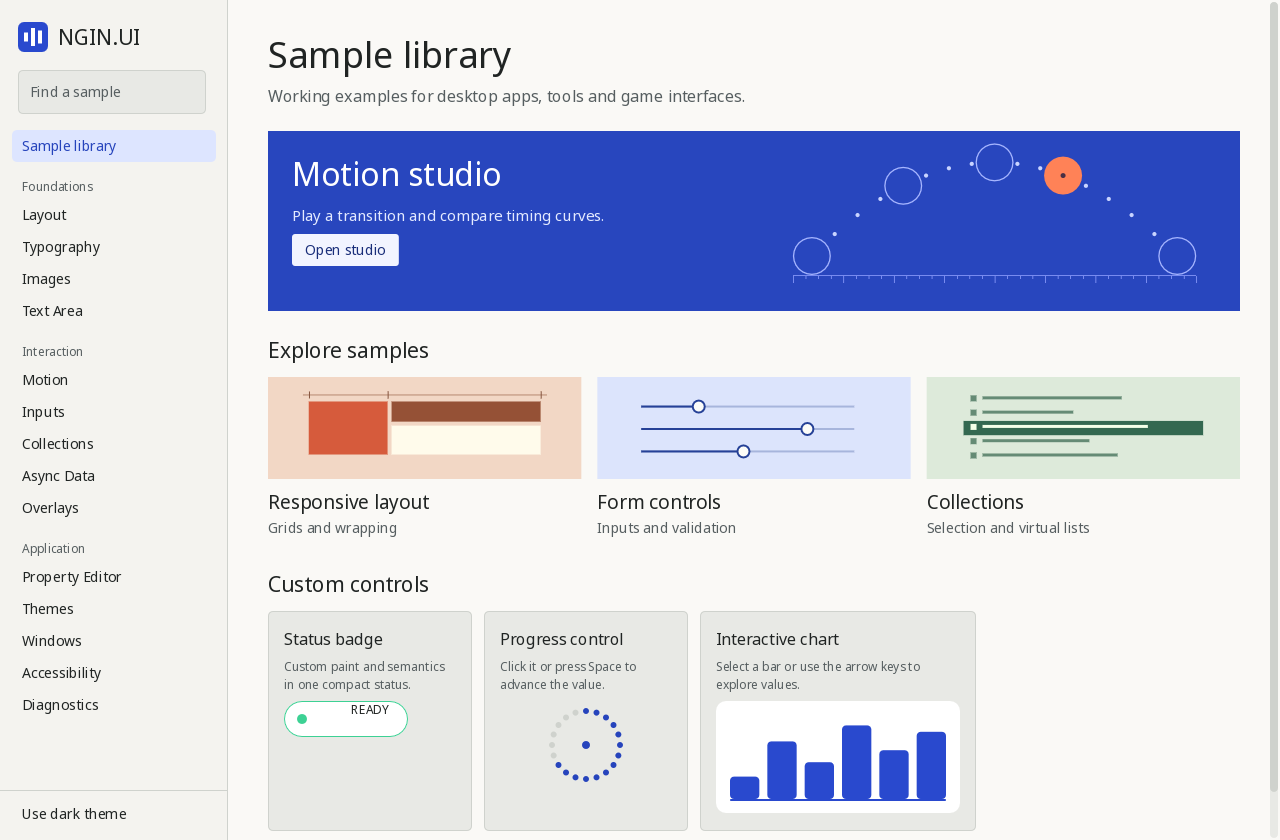 NGIN.UI
Find a sample
Sample library
Foundations
Layout
Typography
Images
Text Area
Interaction
Motion
Inputs
Collections
Async Data
Overlays
Application
Property Editor
Themes
Windows
Accessibility
Diagnostics
Use dark theme
Sample library
Working examples for desktop apps, tools and game interfaces.
Motion studio
Play a transition and compare timing curves.
Open studio
Explore samples
Responsive layout
Grids and wrapping
Form controls
Inputs and validation
Collections
Selection and virtual lists
Custom controls
Status badge
Custom paint and semantics
in one compact status.
READY
Progress control
Click it or press Space to
advance the value.
Interactive chart
Select a bar or use the arrow keys to
explore values.